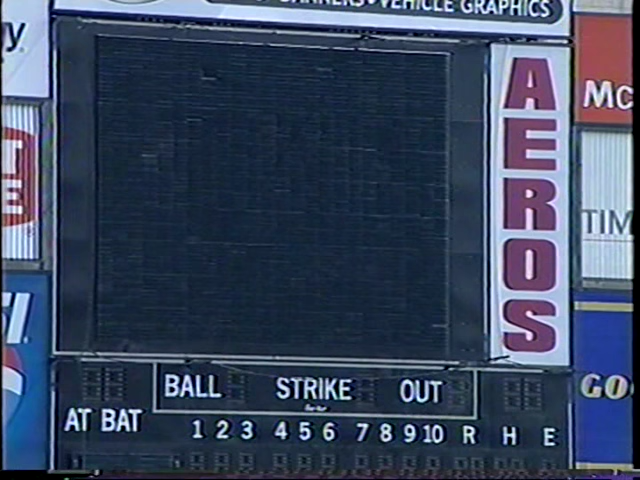 BANNERS • VEHICLE GRAPHICS
AEROS
Mc
TIM
GO
BALL STRIKE OUT
AT BAT
1 2 3 4 5 6 7 8 9 10 R H E